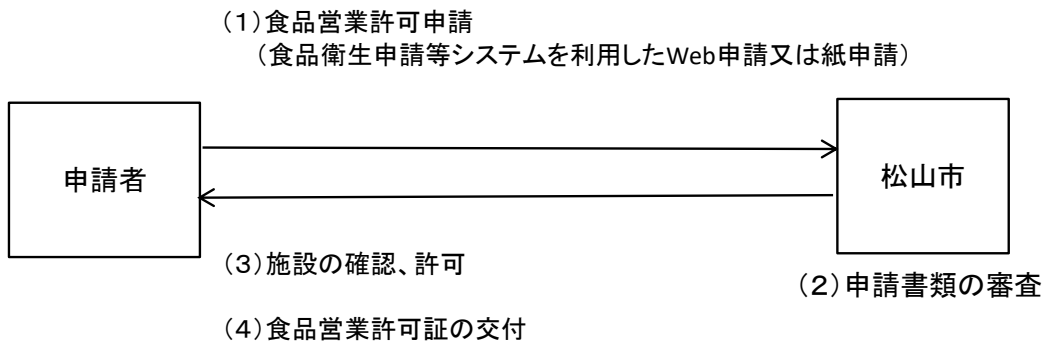 （１）食品営業許可申請
（食品衛生申請等システムを利用したWeb申請又は紙申請）
申請者
松山市
（３）施設の確認、許可
（２）申請書類の審査
（４）食品営業許可証の交付